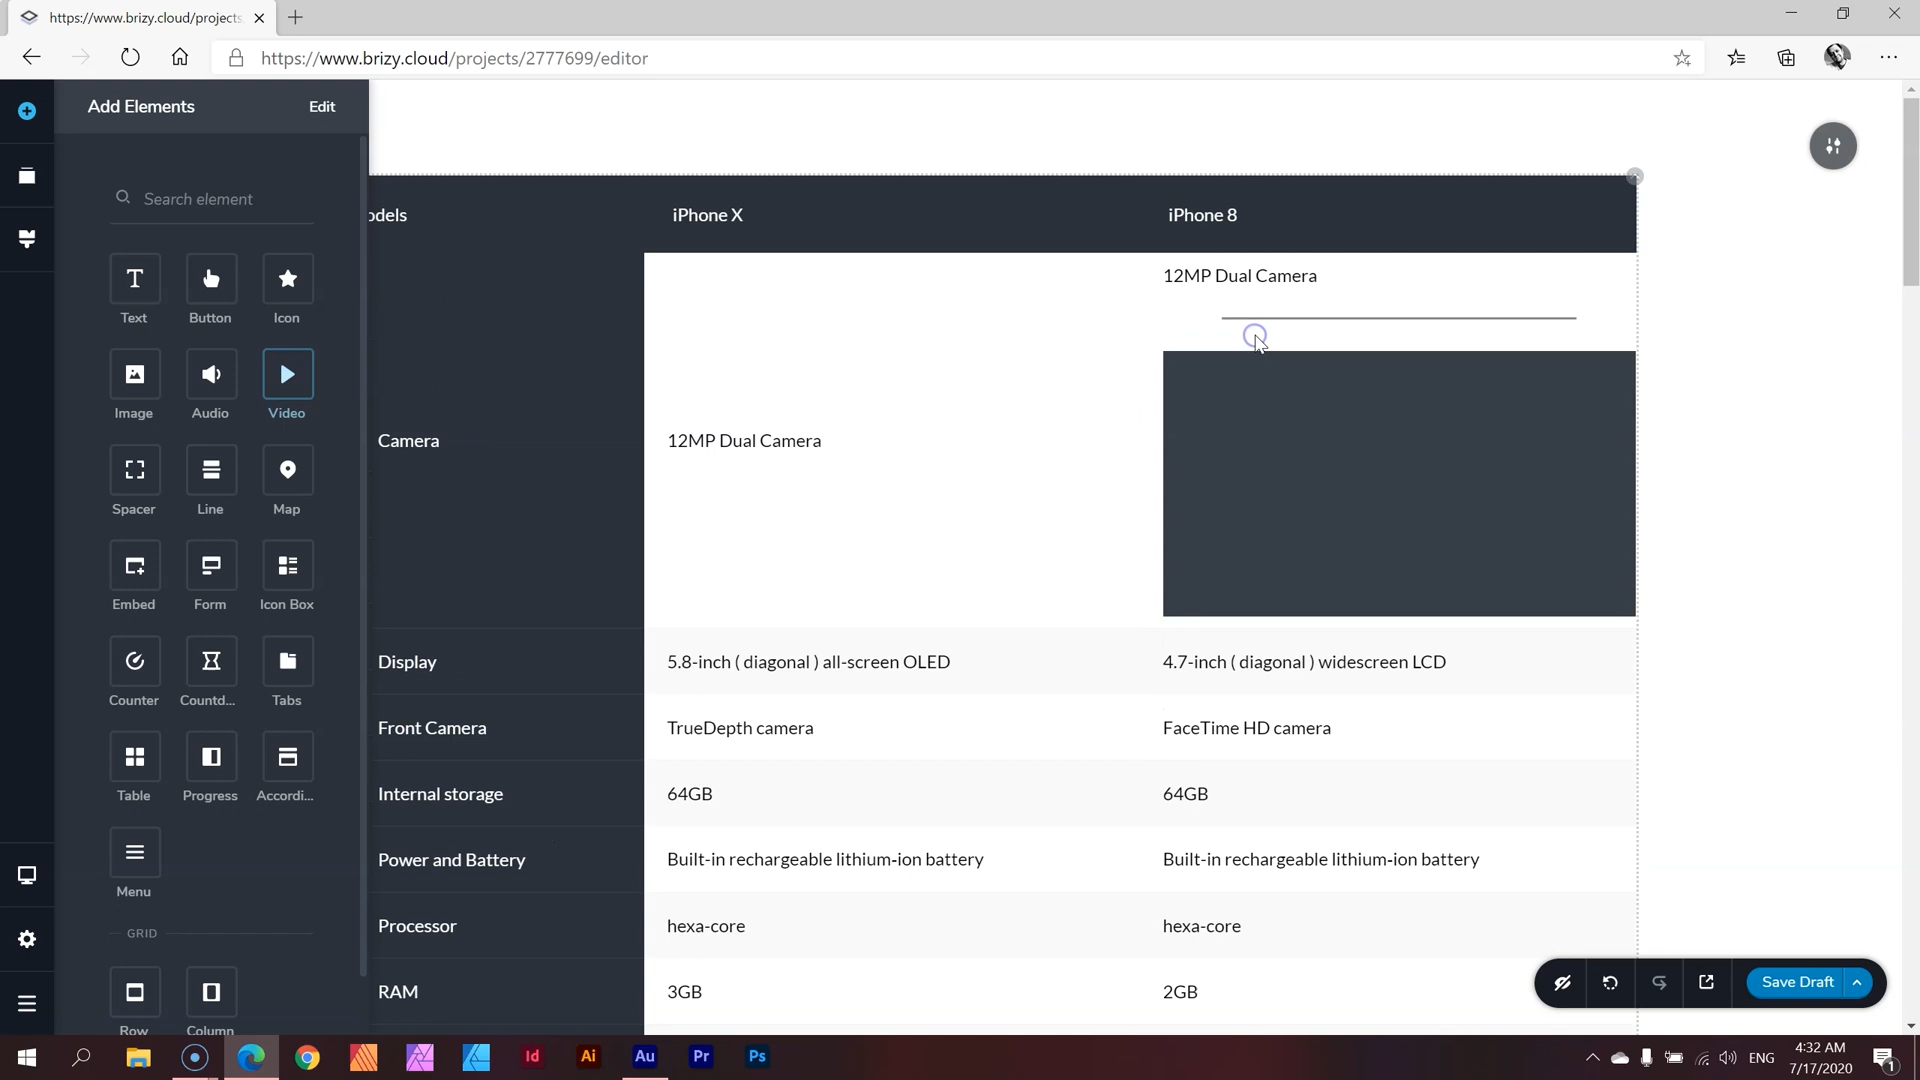 https://www.brizy.cloud/projects
https://www.brizy.cloud/projects/2777699/editor
Add Elements
Edit
Search element
Text
Button
Icon
Image
Audio
Video
Spacer
Line
Map
Embed
Form
Icon Box
Counter
Countd...
Tabs
Table
Progress
Accordi...
Menu
GRID
Row
Column
odels
iPhone X
iPhone 8
Camera
12MP Dual Camera
12MP Dual Camera
Display
5.8-inch ( diagonal ) all-screen OLED
4.7-inch ( diagonal ) widescreen LCD
Front Camera
TrueDepth camera
FaceTime HD camera
Internal storage
64GB
64GB
Power and Battery
Built-in rechargeable lithium-ion battery
Built-in rechargeable lithium-ion battery
Processor
hexa-core
hexa-core
RAM
3GB
2GB
Save Draft
Id
Ai
Au
Pr
Ps
ENG
4:32 AM
7/17/2020
1